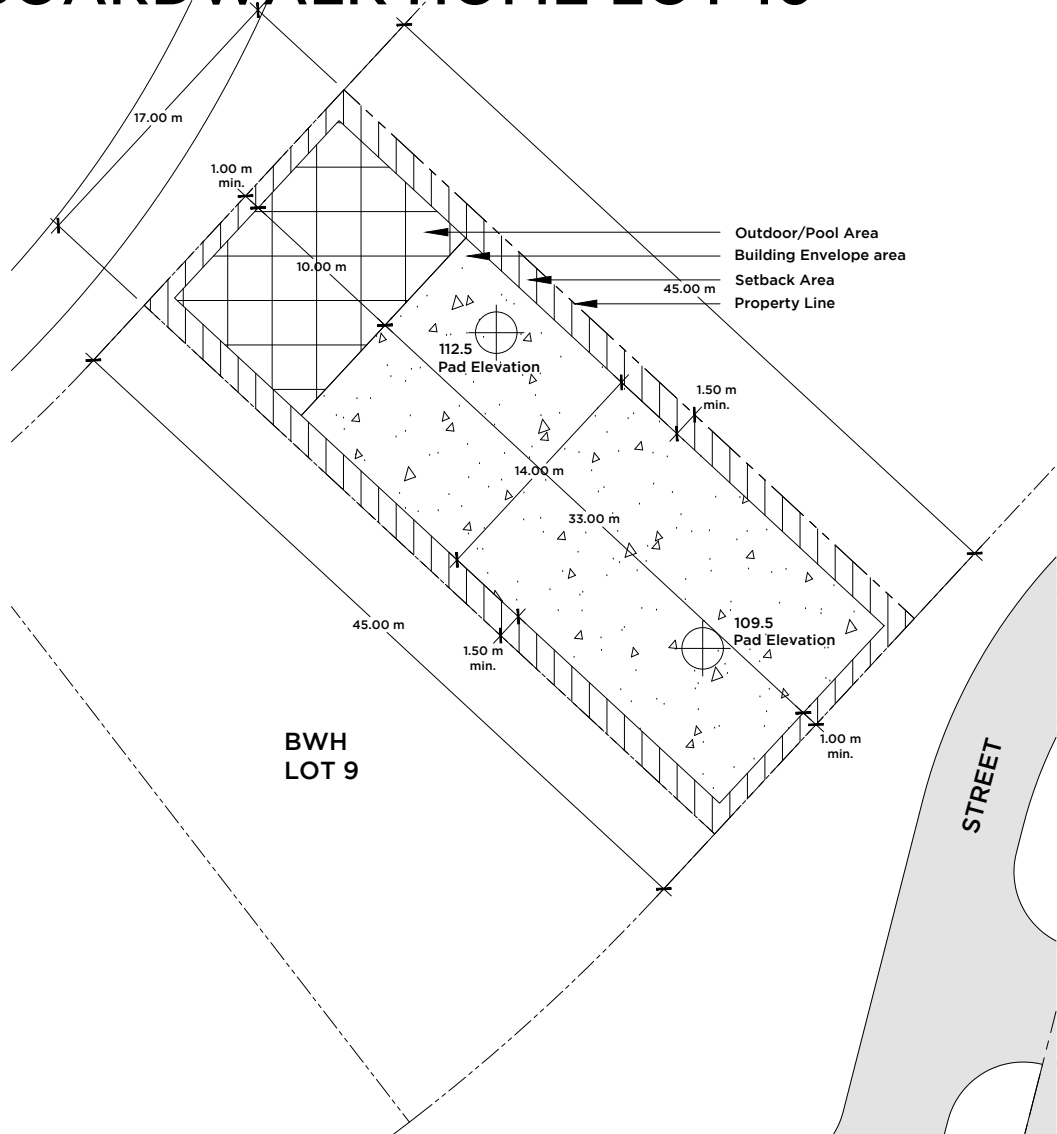 17.00 m
1.00 m
min.
Outdoor/Pool Area
Building Envelope area
Setback Area
45.00 m
Property Line
10.00 m
112.5
Pad Elevation
1.50 m
min.
14.00 m
33.00 m
45.00 m
109.5
Pad Elevation
1.50 m
min.
1.00 m
min.
BWH
LOT 9
STREET